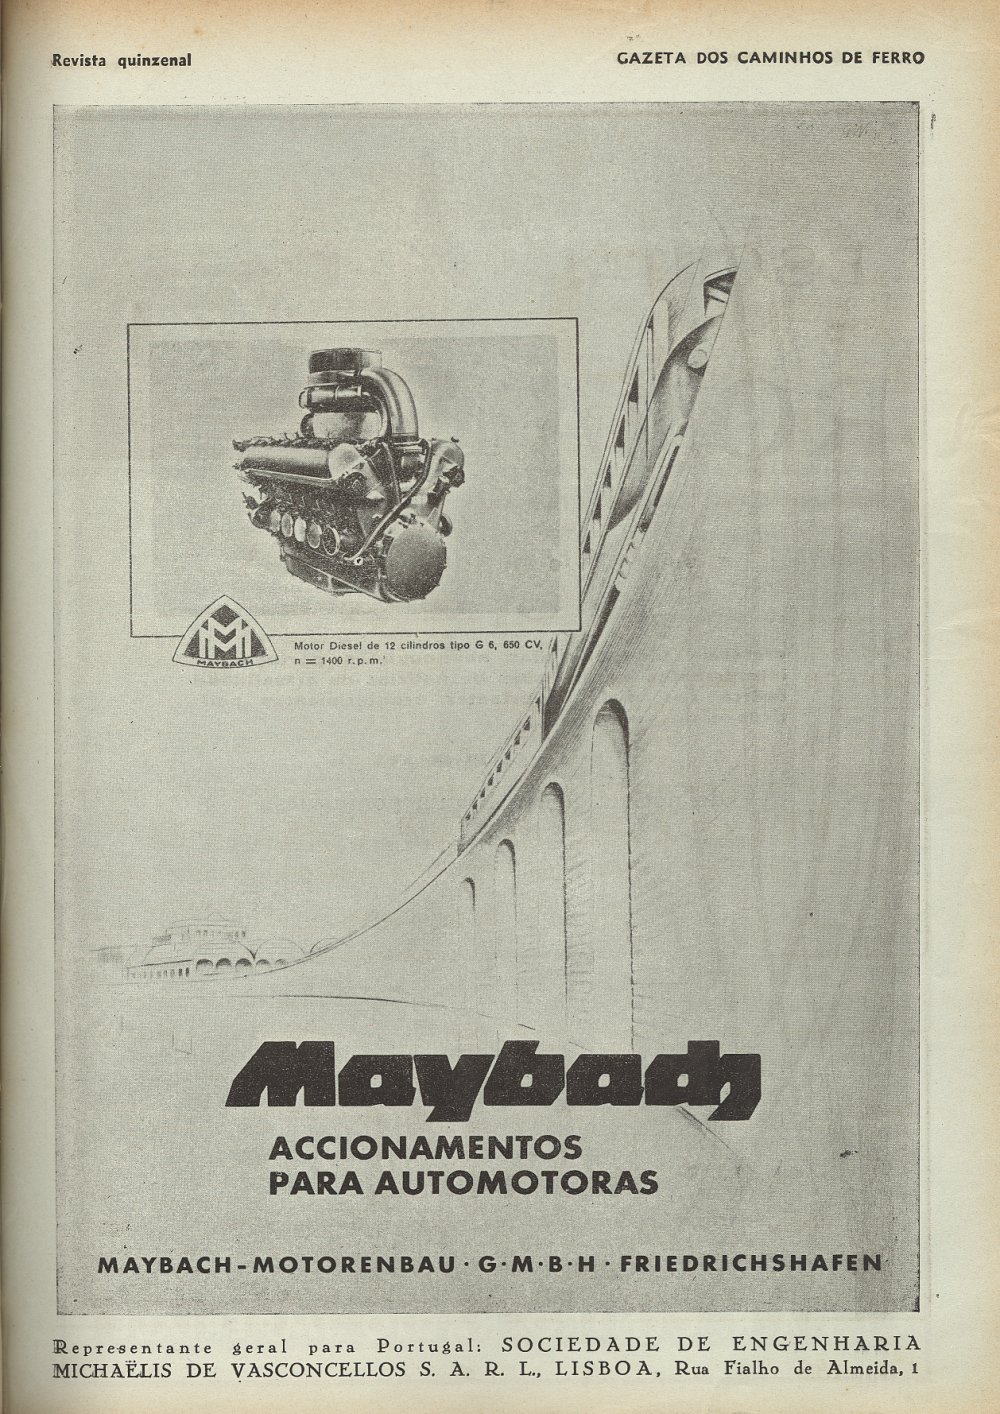 Revista quinzenal
GAZETA DOS CAMINHOS DE FERRO
MM
MAYBACH
Motor Diesel de 12 cilindros tipo G 6, 650 CV,
n = 1400 r.p.m.
Maybach
ACCIONAMENTOS
PARA AUTOMOTORAS
MAYBACH-MOTORENBAU · G·M·B·H · FRIEDRICHSHAFEN
Representante geral para Portugal: SOCIEDADE DE ENGENHARIA
MICHAËLIS DE VASCONCELLOS S. A. R. L., LISBOA, Rua Fialho de Almeida, 1